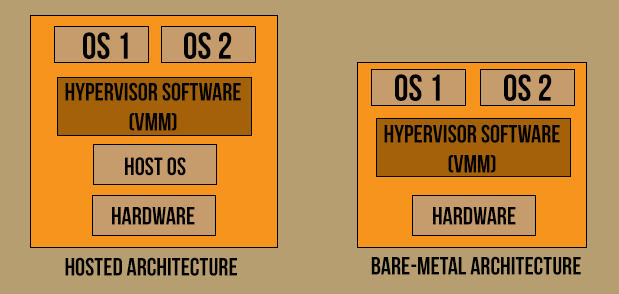 OS 1
OS 2
HYPERVISOR SOFTWARE
(VMM)
HOST OS
HARDWARE
HOSTED ARCHITECTURE
OS 1
OS 2
HYPERVISOR SOFTWARE
(VMM)
HARDWARE
BARE-METAL ARCHITECTURE